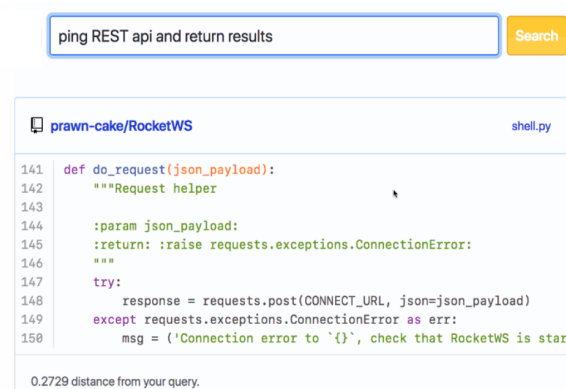 ping REST api and return results
Search
prawn-cake/RocketWS
shell.py
141 def do_request(json_payload):
142     """Request helper
143
144     :param json_payload:
145     :return: :raise requests.exceptions.ConnectionError:
146     """
147     try:
148         response = requests.post(CONNECT_URL, json=json_payload)
149     except requests.exceptions.ConnectionError as err:
150         msg = ('Connection error to `{}`, check that RocketWS is star
0.2729 distance from your query.